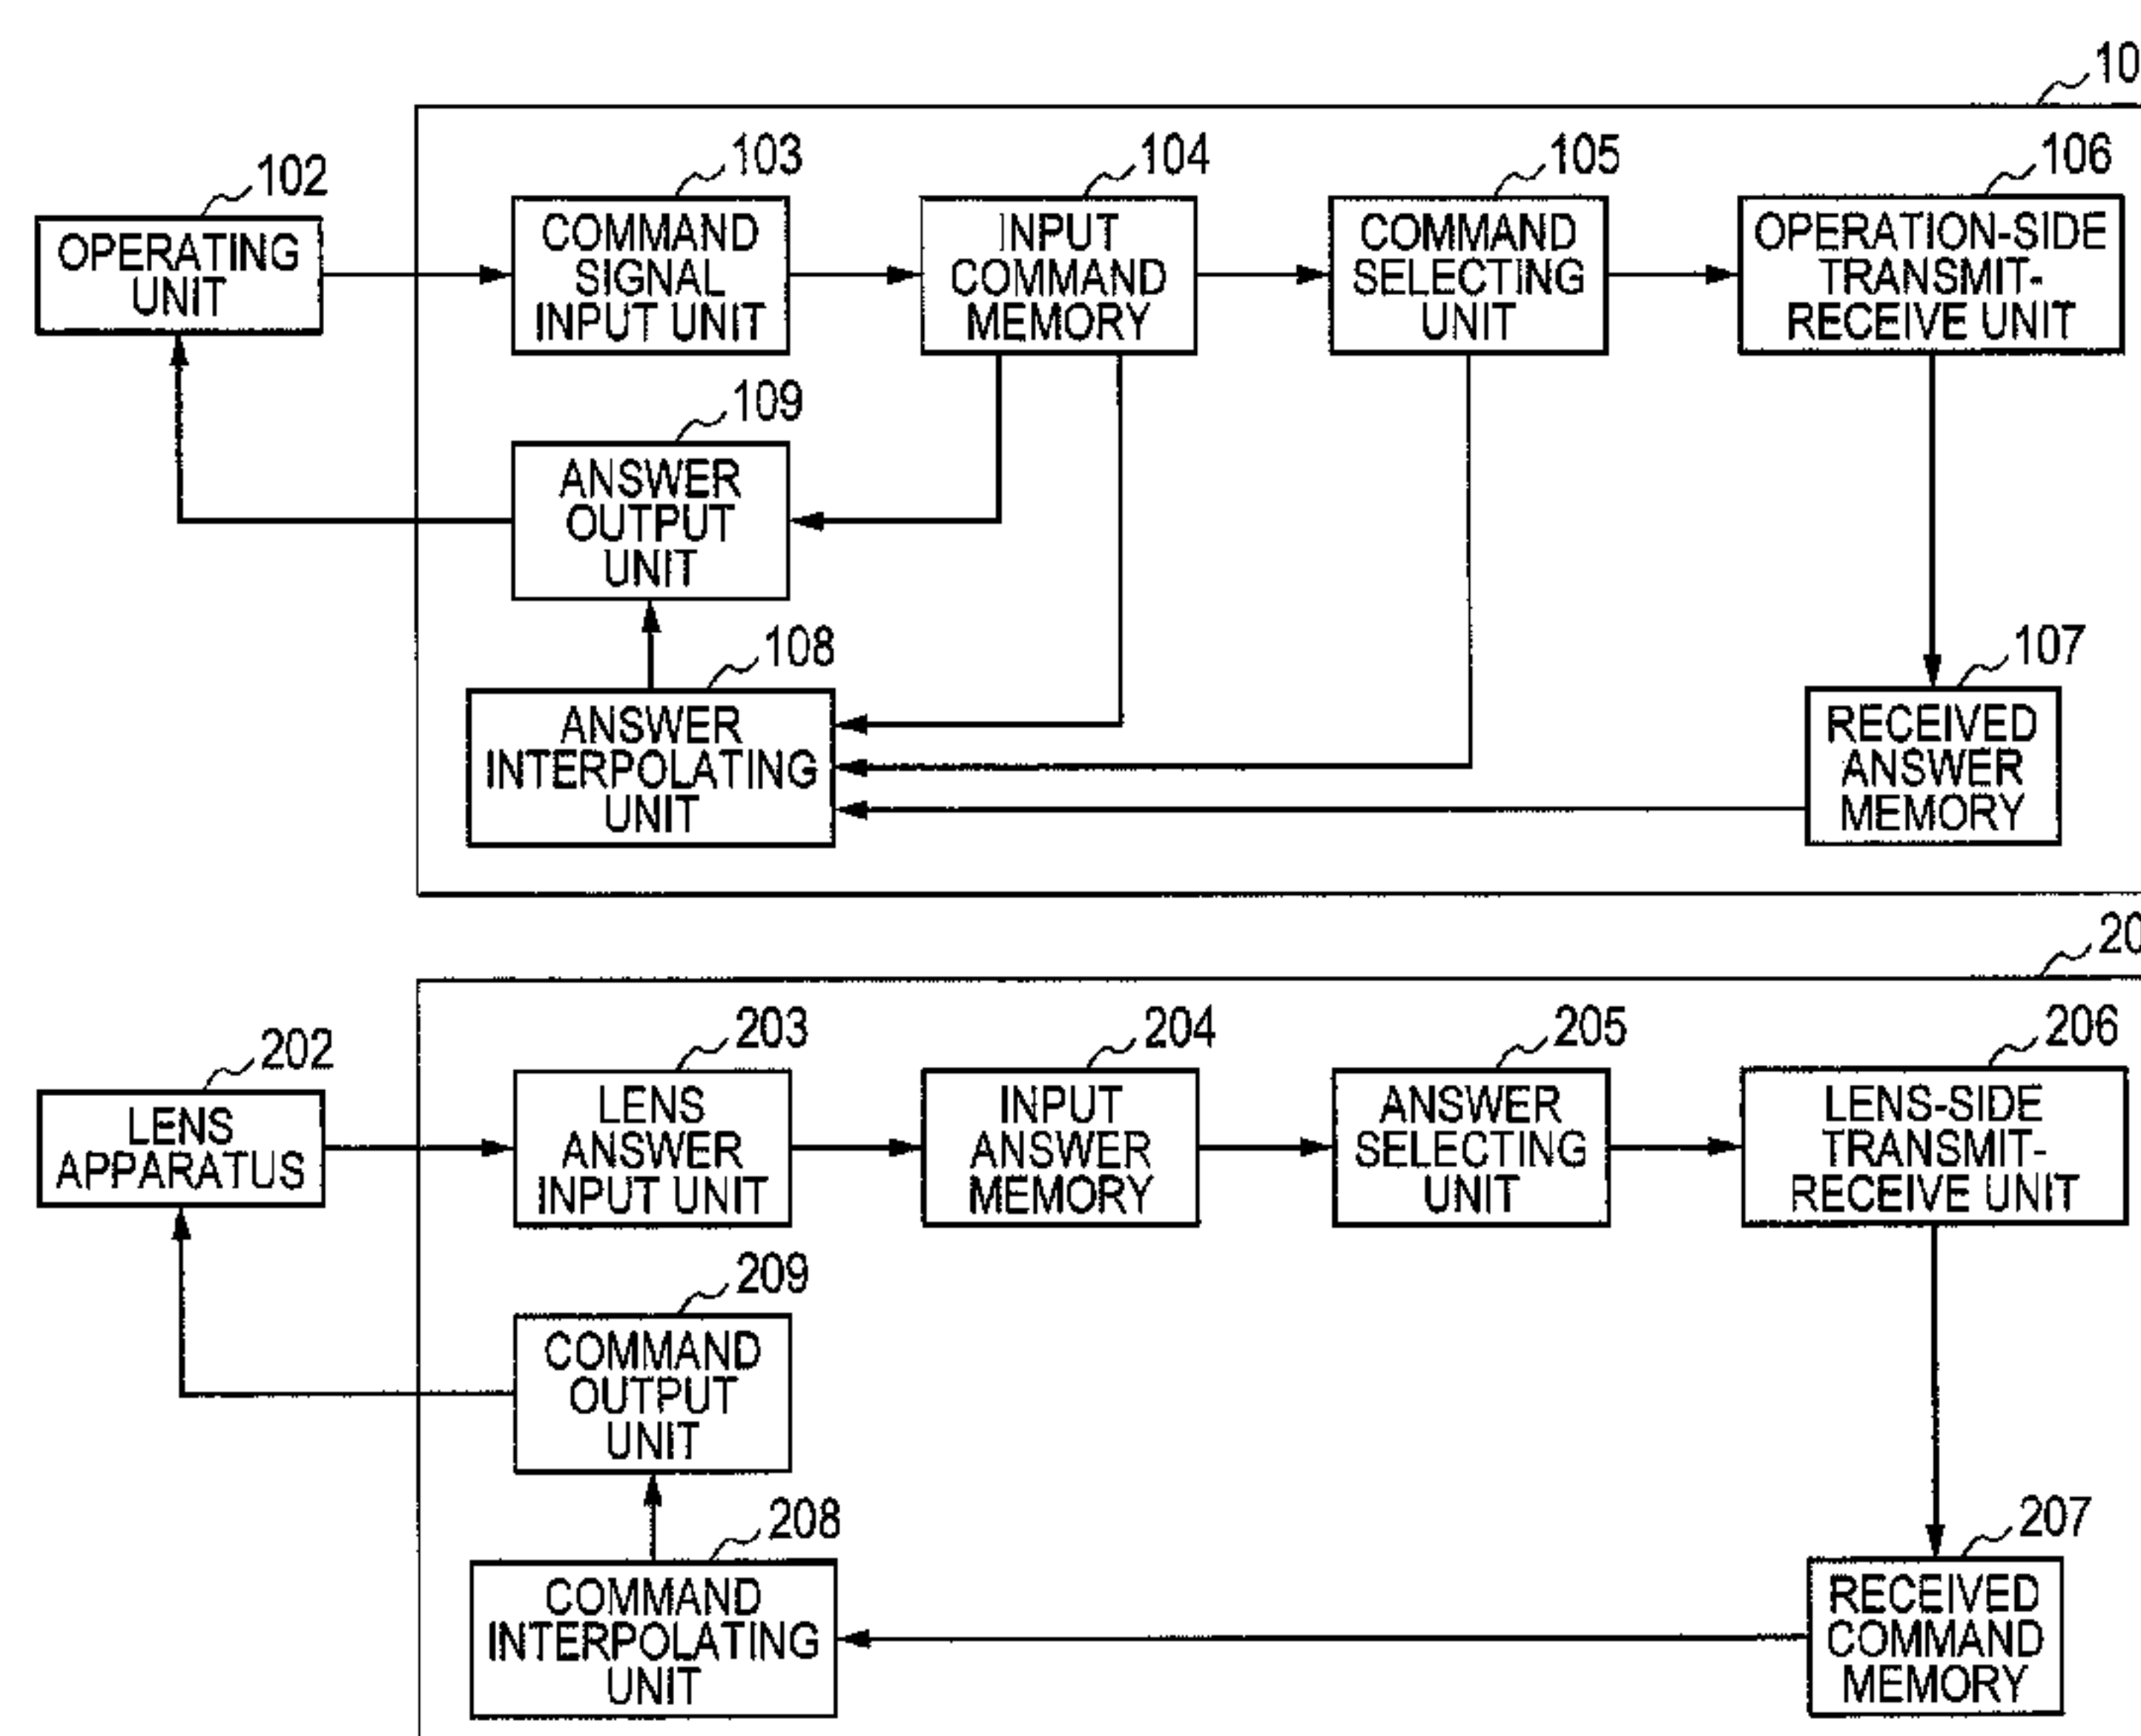 10
102
103
104
105
106
OPERATING
UNIT
COMMAND
SIGNAL
INPUT UNIT
INPUT
COMMAND
MEMORY
COMMAND
SELECTING
UNIT
OPERATION-SIDE
TRANSMIT-
RECEIVE UNIT
109
ANSWER
OUTPUT
UNIT
108
ANSWER
INTERPOLATING
UNIT
107
RECEIVED
ANSWER
MEMORY
20
202
203
204
205
206
LENS
APPARATUS
LENS
ANSWER
INPUT UNIT
INPUT
ANSWER
MEMORY
ANSWER
SELECTING
UNIT
LENS-SIDE
TRANSMIT-
RECEIVE UNIT
209
COMMAND
OUTPUT
UNIT
208
COMMAND
INTERPOLATING
UNIT
207
RECEIVED
COMMAND
MEMORY